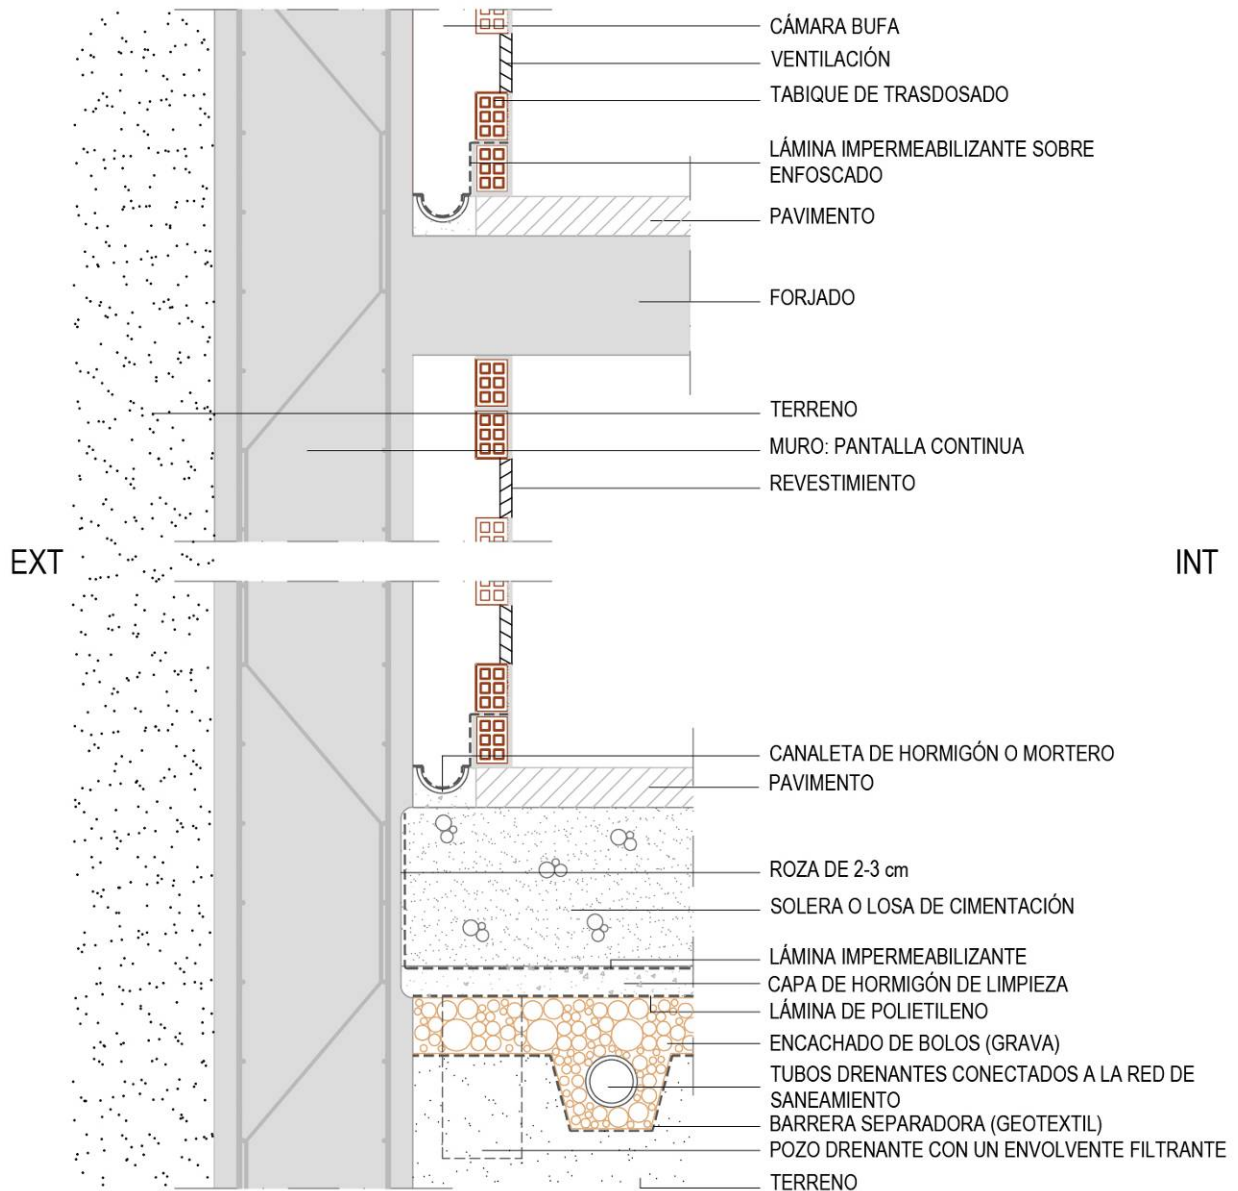 CÁMARA BUFA
VENTILACIÓN
TABIQUE DE TRASDOSADO
LÁMINA IMPERMEABILIZANTE SOBRE
ENFOSCADO
PAVIMENTO
FORJADO
TERRENO
MURO: PANTALLA CONTINUA
REVESTIMIENTO
EXT
INT
CANALETA DE HORMIGÓN O MORTERO
PAVIMENTO
ROZA DE 2-3 cm
SOLERA O LOSA DE CIMENTACIÓN
LÁMINA IMPERMEABILIZANTE
CAPA DE HORMIGÓN DE LIMPIEZA
LÁMINA DE POLIETILENO
ENCACHADO DE BOLOS (GRAVA)
TUBOS DRENANTES CONECTADOS A LA RED DE
SANEAMIENTO
BARRERA SEPARADORA (GEOTEXTIL)
POZO DRENANTE CON UN ENVOLVENTE FILTRANTE
TERRENO